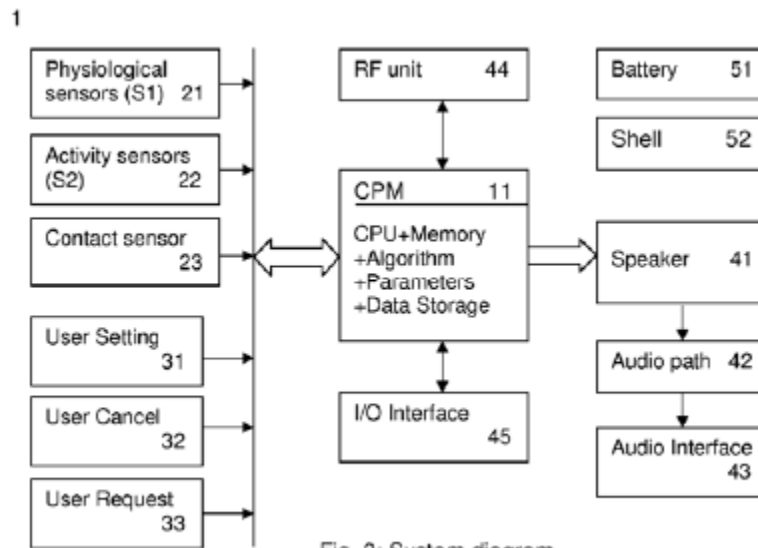 1
Physiological
sensors (S1) 21
Activity sensors
(S2) 22
Contact sensor
23
User Setting
31
User Cancel
32
User Request
33
RF unit 44
CPM 11
CPU+Memory
+Algorithm
+Parameters
+Data Storage
I/O Interface
45
Battery 51
Shell 52
Speaker 41
Audio path 42
Audio Interface
43
System diagram